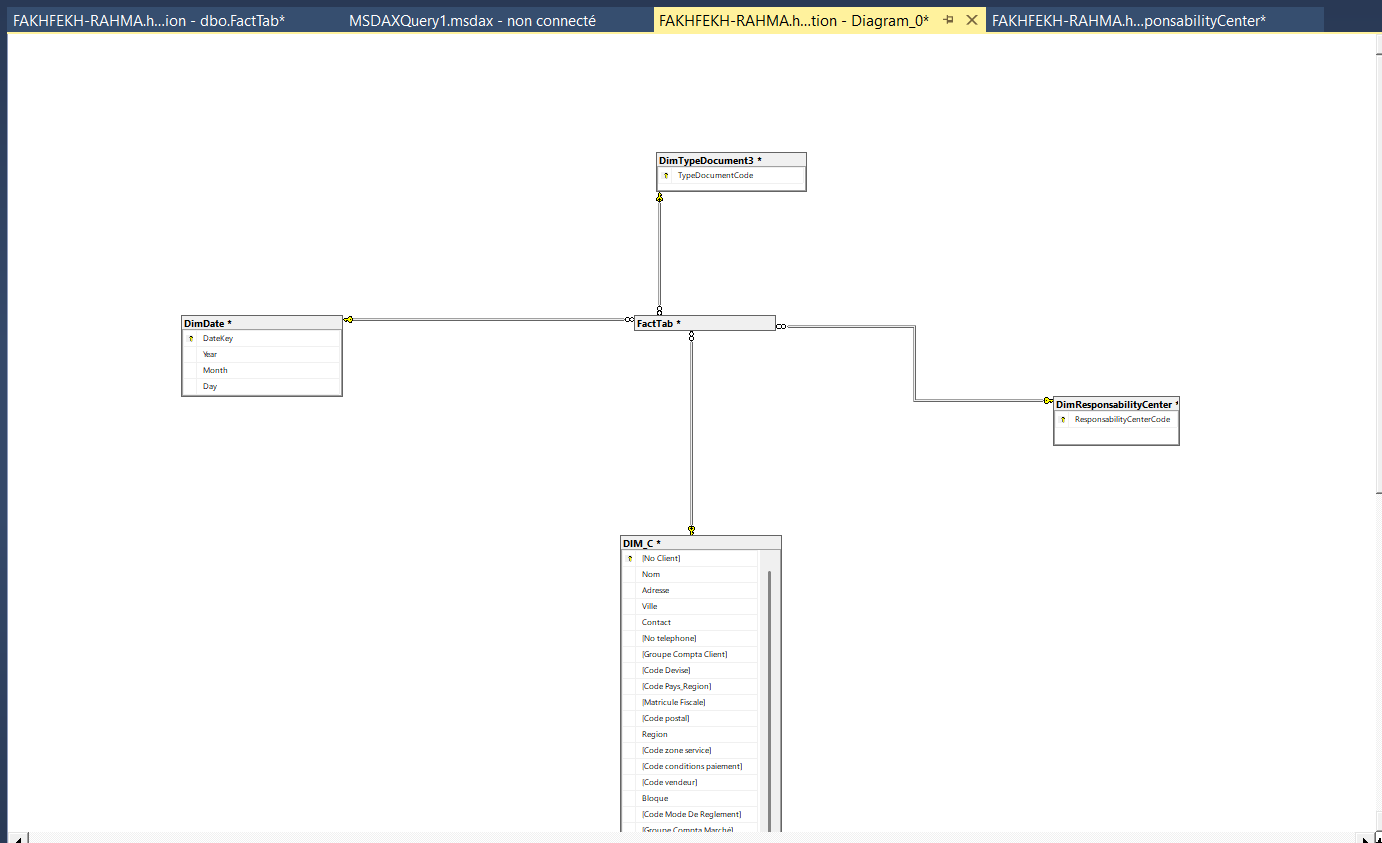 FAKHFEKH-RAHMA.h...ion - dbo.FactTab*
MSDAXQuery1.msdax - non connecté
FAKHFEKH-RAHMA.h...tion - Diagram_0*
FAKHFEKH-RAHMA.h...ponsabilityCenter*
DimTypeDocument3 *
TypeDocumentCode
DimDate *
DateKey
Year
Month
Day
FactTab *
DimResponsabilityCenter *
ResponsabilityCenterCode
DIM_C *
[No Client]
Nom
Adresse
Ville
Contact
[No telephone]
[Groupe Compta Client]
[Code Devise]
[Code Pays_Region]
[Matricule Fiscale]
[Code postal]
Region
[Code zone service]
[Code conditions paiement]
[Code vendeur]
Bloque
[Code Mode De Reglement]
[Groupe Compta Marché]